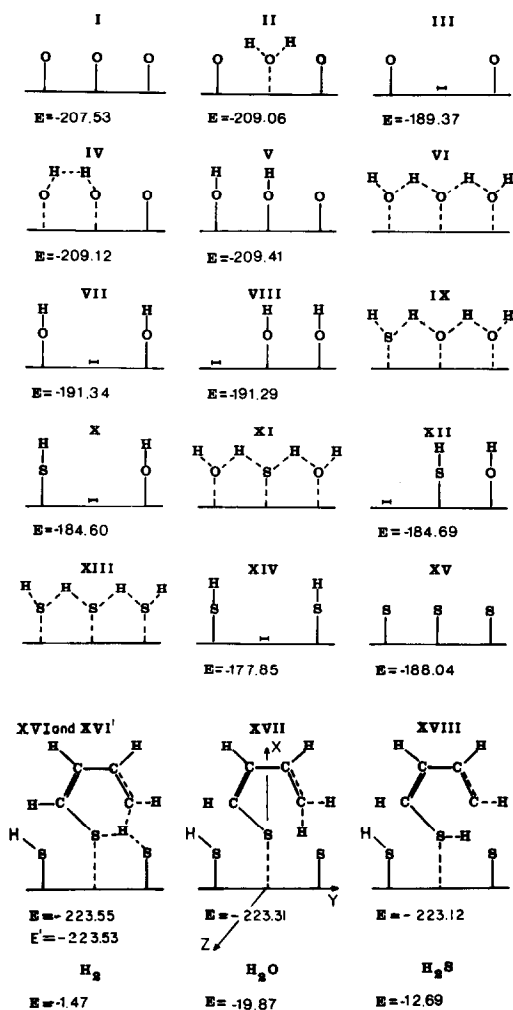 I II III
O O O
H H
O O O
O O
E=-207.53 E=-209.06 E=-189.37
IV V VI
H H
H H H H H H
O O O O O O O O O
E=-209.12 E=-209.41
VII VIII IX
H H H H H H H H
O O O O S O O
E=-191.34 E=-191.29
X XI XII
H H H H H H H H
S O O S O S O
E=-184.60 E=-184.69
XIII XIV XV
H H H H H H
S S S S S S S S
E=-177.85 E=-188.04
XVI and XVI' XVII XVIII
H H H X H H H
C C C C C C
H C C H C C H C C H
H H
H S H S H S S H S H S
S S S S
Y
Z
E=-223.55 E=-223.31 E=-223.12
E'=-223.53
H2 H2O H2S
E=-1.47 E=-19.87 E=-12.69